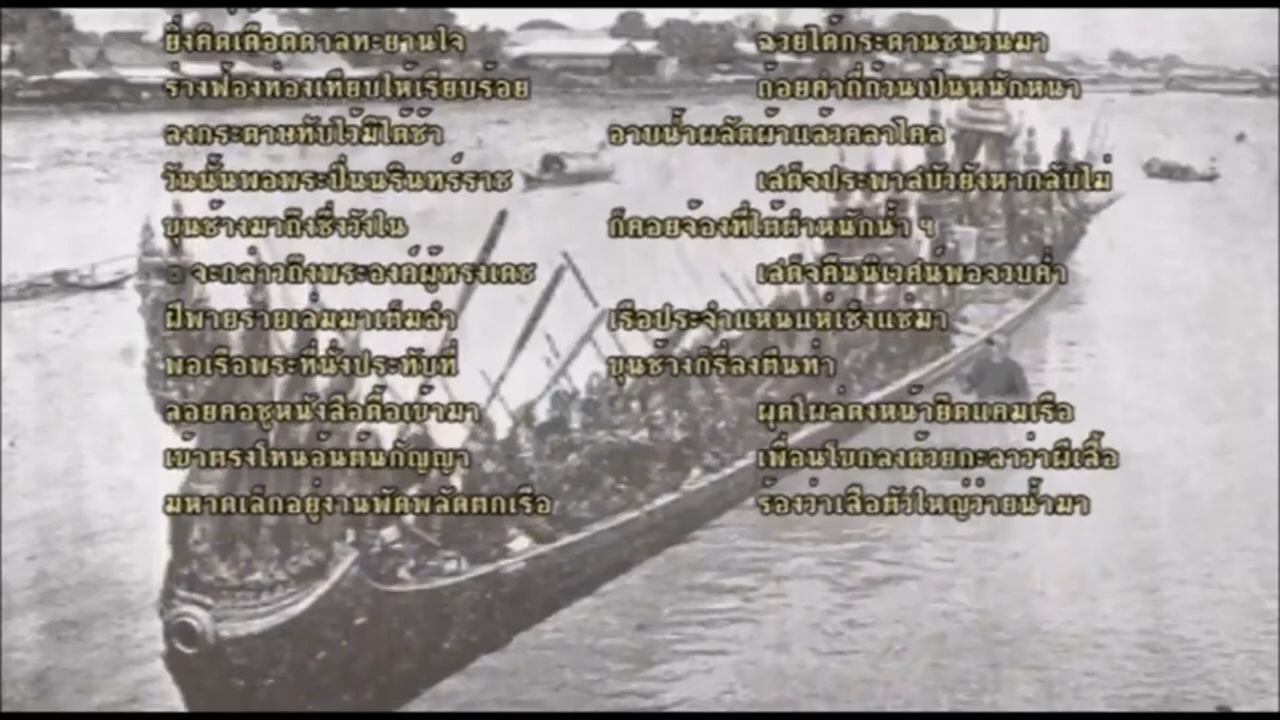 ยิ่งคิดเดือดดาลทะยานใจ ฉวยได้กระดานชนวนมา
ร่างฟ้องท่องเทียบให้เรียบร้อย ถ้อยคำถี่ถ้วนเป็นหนักหนา
ลงกระดาษทับไว้มิได้ช้า อาบน้ำผลัดผ้าแล้วคลาไคล
วันนั้นพอพระปิ่นนรินทร์ราช เสด็จประพาสบัวยังหากลับไม่
ขุนช้างมาถึงซึ่งวังใน ก็คอยจ้องที่ใต้ตำหนักน้ำ ฯ
๏ จะกล่าวถึงพระองค์ผู้ทรงเดช เสด็จคืนนิเวศน์พอจวบค่ำ
ฝีพายรายเล่มมาเต็มลำ เรือประจำแหนแห่เซ็งแซ่มา
พอเรือพระที่นั่งประทับที่ ขุนช้างก็รี่ลงตีนท่า
ลอยคอชูหนังสือดื้อเข้ามา ผุดโผล่ตงหน้ายึดแคมเรือ
เข้าตรงโทนอ้นต้นกัญญา เพื่อนโขกลงด้วยกะลาว่าผีเสื้อ
มหาดเล็กอยู่งานพัดพลัดตกเรือ ร้องว่าเสือตัวใหญ่ว่ายน้ำมา